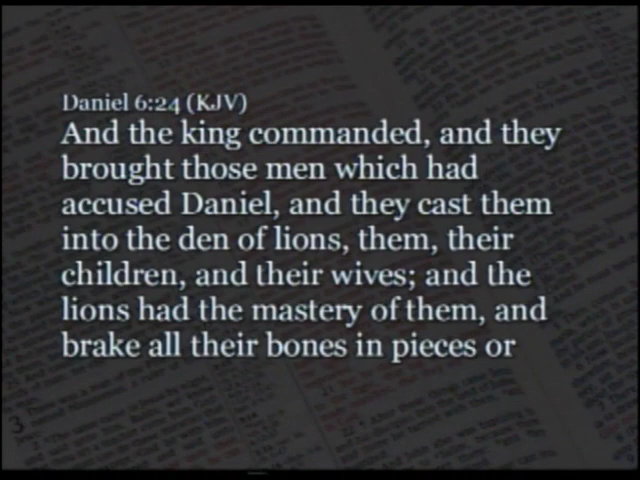 Daniel 6:24 (KJV)
And the king commanded, and they
brought those men which had
accused Daniel, and they cast them
into the den of lions, them, their
children, and their wives; and the
lions had the mastery of them, and
brake all their bones in pieces or
3